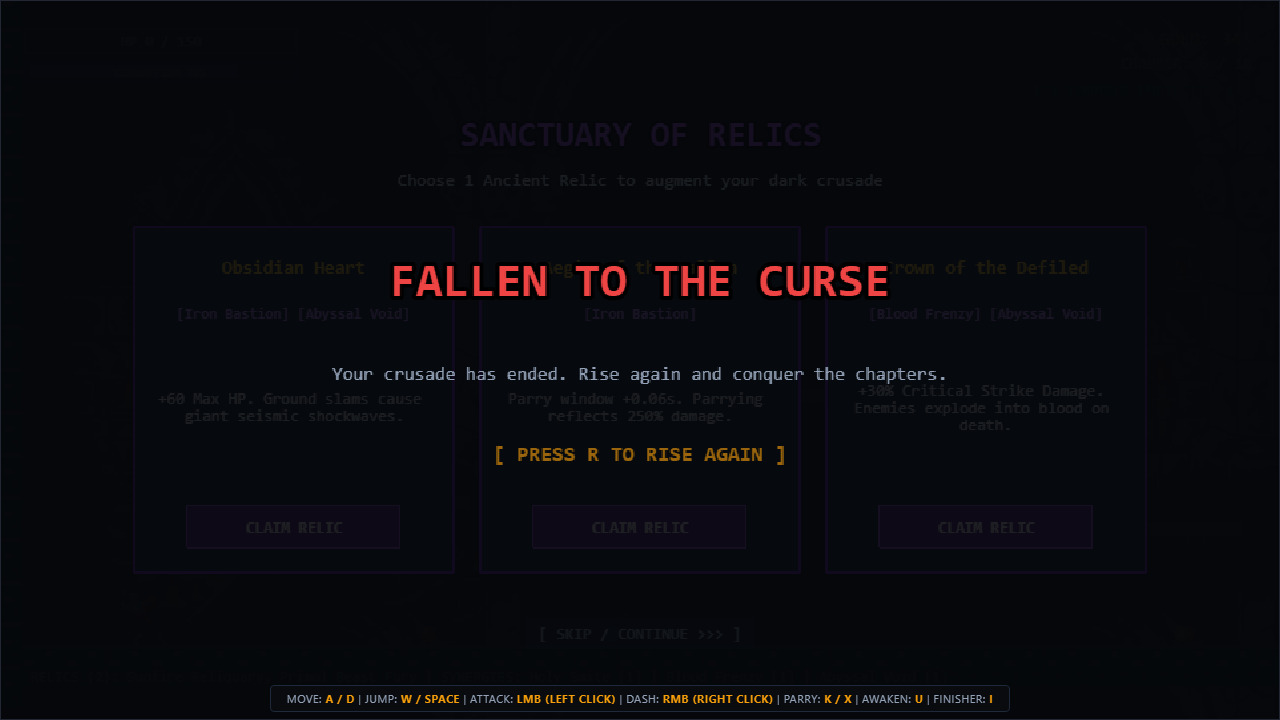 SANCTUARY OF RELICS
Choose 1 Ancient Relic to augment your dark crusade
Obsidian Heart
Crown of the Defiled
FALLEN TO THE CURSE
[Iron Bastion] [Abyssal Void]
[Iron Bastion]
[Blood Frenzy] [Abyssal Void]
Your crusade has ended. Rise again and conquer the chapters.
+60 Max HP. Ground slams cause
giant seismic shockwaves.
Parry window +0.06s. Parrying
reflects 250% damage.
+30% Critical Strike Damage.
Enemies explode into blood on
death.
[ PRESS R TO RISE AGAIN ]
CLAIM RELIC
CLAIM RELIC
CLAIM RELIC
[ SKIP / CONTINUE >>> ]
MOVE: A / D | JUMP: W / SPACE | ATTACK: LMB (LEFT CLICK) | DASH: RMB (RIGHT CLICK) | PARRY: K / X | AWAKEN: U | FINISHER: I